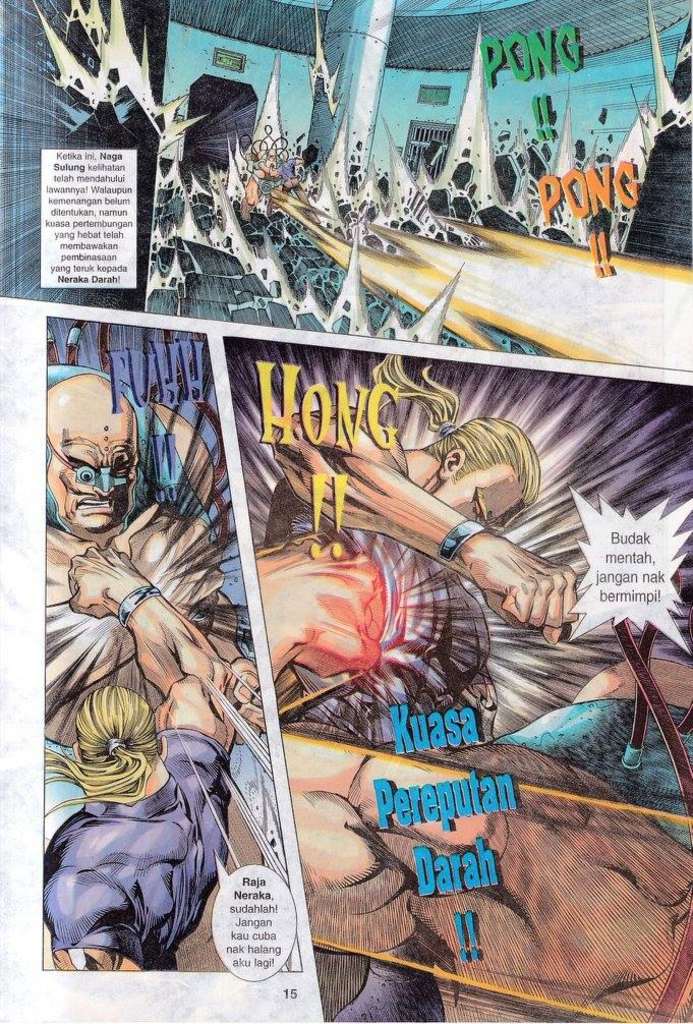 PONG
!!
PONG
!!
Ketika ini, Naga
Sulung kelihatan
telah mendahului
lawannya! Walaupun
kemenangan belum
ditentukan, namun
kuasa pertembungan
yang hebat telah
membawakan
pembinasaan
yang teruk kepada
Neraka Darah!
HONG
!!
Budak
mentah,
jangan nak
bermimpi!
Kuasa
Pereputan
Darah
!!
Raja
Neraka,
sudahlah!
Jangan
kau cuba
nak halang
aku lagi!
15